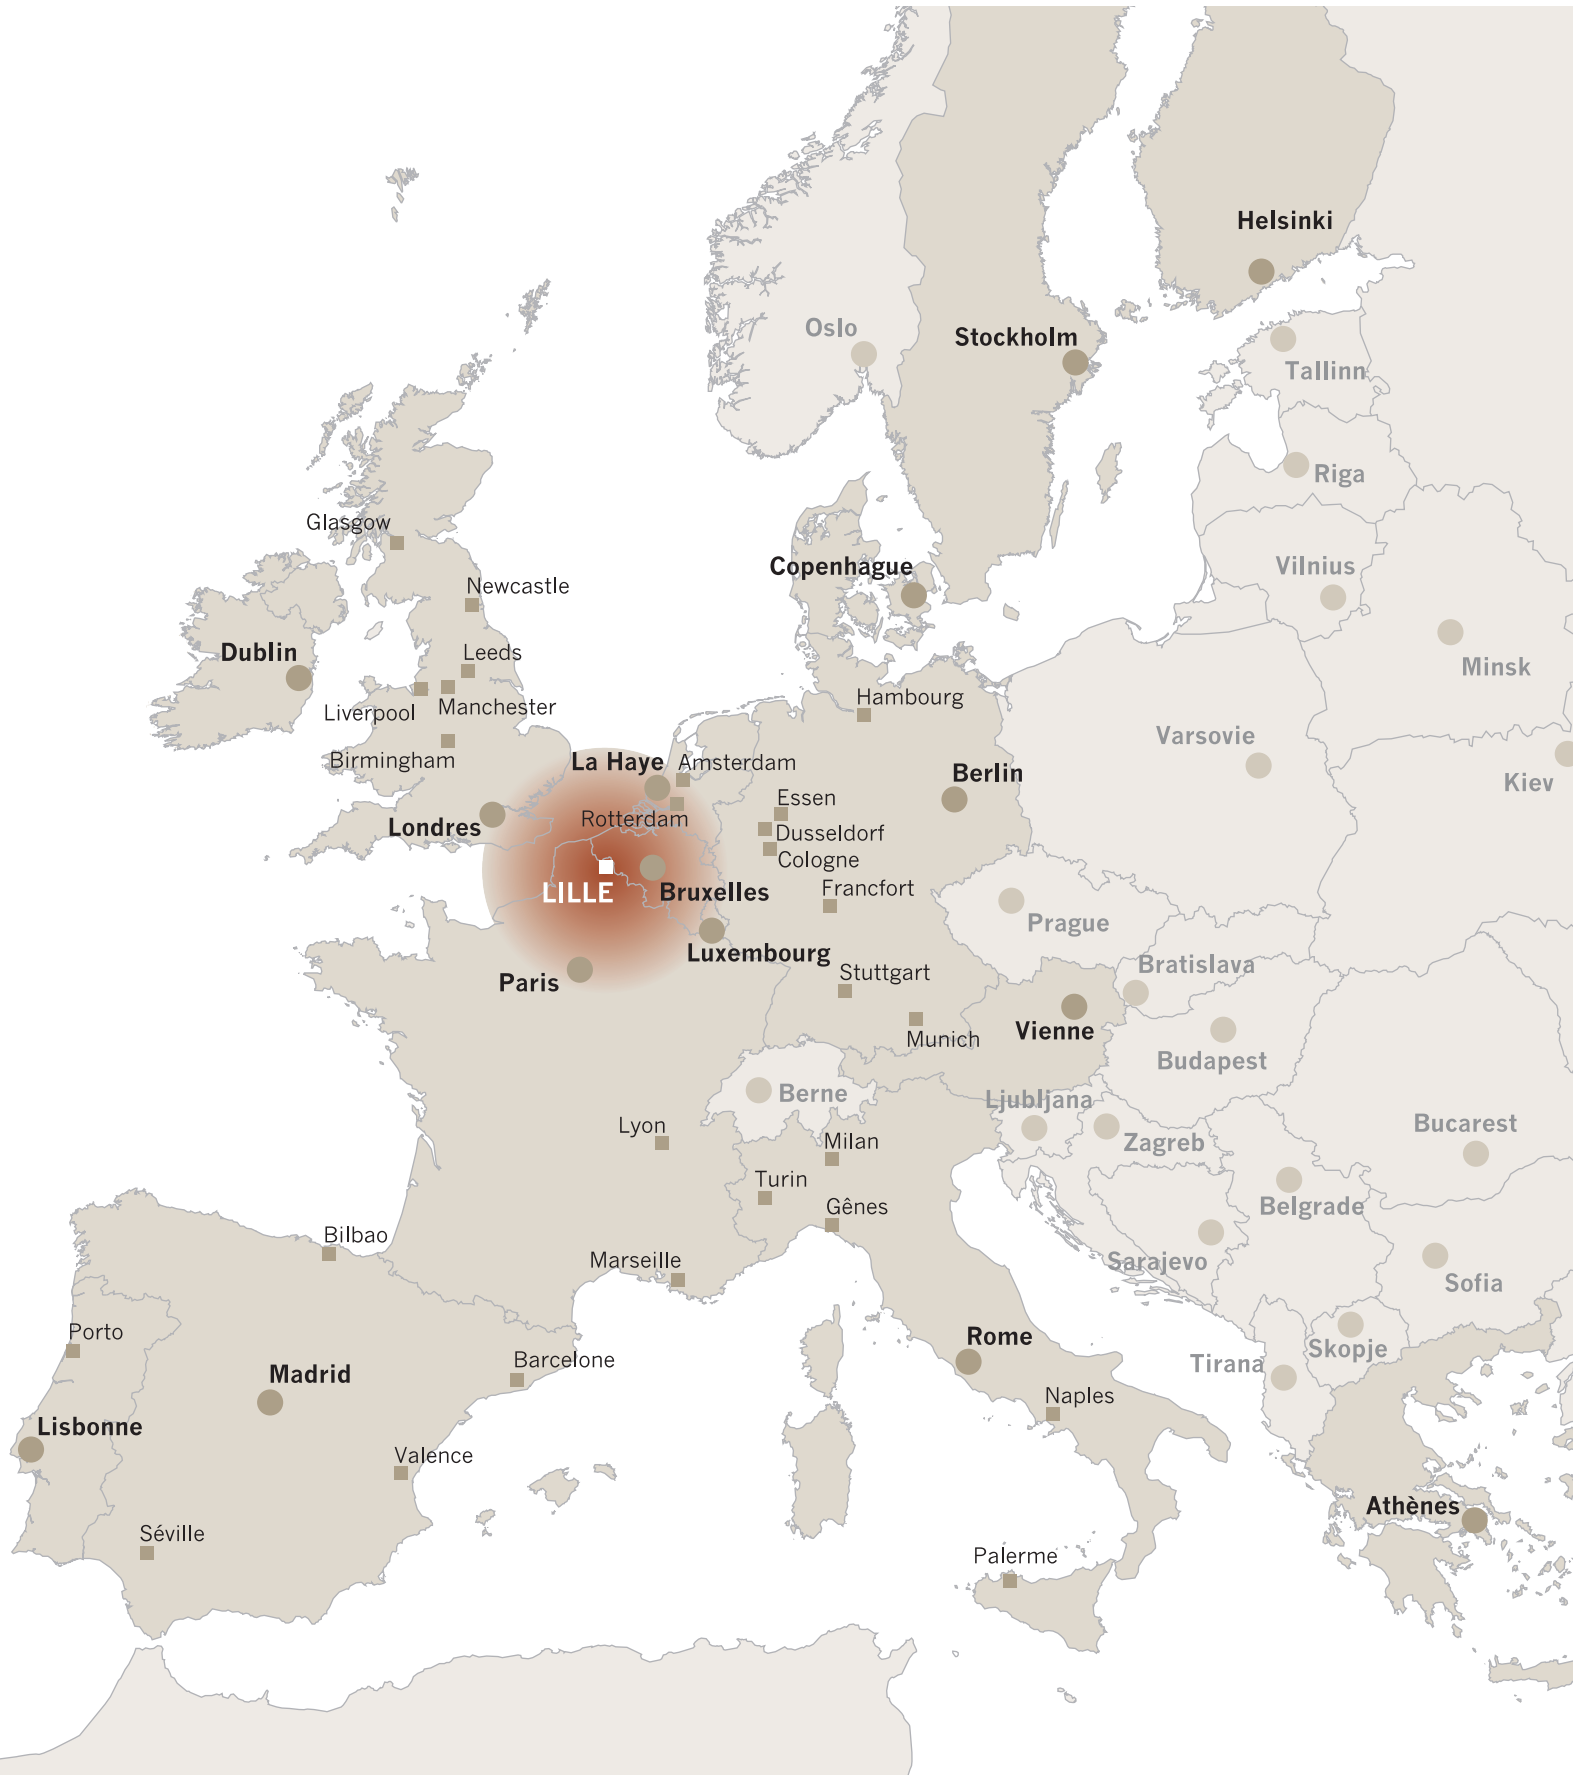 Helsinki
Oslo
Stockholm
Tallinn
Riga
Glasgow
Copenhague
Vilnius
Newcastle
Dublin
Leeds
Minsk
Hambourg
Liverpool
Manchester
Varsovie
Birmingham
La Haye
Amsterdam
Berlin
Kiev
Essen
Londres
Rotterdam
Dusseldorf
Cologne
LILLE
Bruxelles
Francfort
Prague
Luxembourg
Bratislava
Paris
Stuttgart
Vienne
Munich
Budapest
Berne
Ljubljana
Lyon
Milan
Zagreb
Bucarest
Turin
Gênes
Belgrade
Bilbao
Marseille
Sarajevo
Sofia
Porto
Rome
Skopje
Barcelone
Tirana
Madrid
Naples
Lisbonne
Valence
Athènes
Séville
Palerme